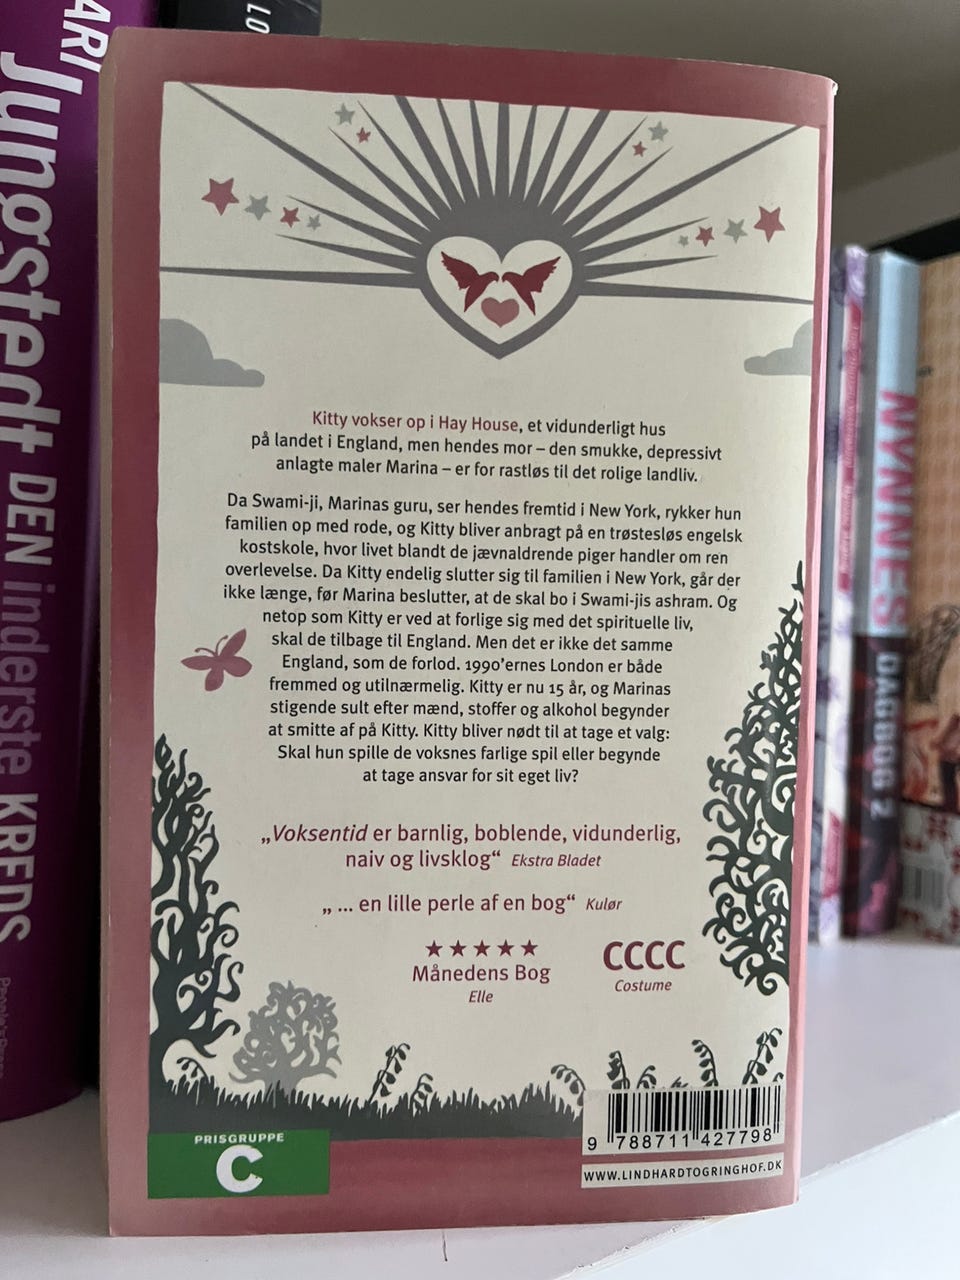 ARI
Jungstedt DEN inderste KREDS
LO
Kitty vokser op i Hay House, et vidunderligt hus
på landet i England, men hendes mor – den smukke, depressivt
anlagte maler Marina – er for rastløs til det rolige landliv.
Da Swami-ji, Marinas guru, ser hendes fremtid i New York, rykker hun
familien op med rode, og Kitty bliver anbragt på en trøstesløs engelsk
kostskole, hvor livet blandt de jævnaldrende piger handler om ren
overlevelse. Da Kitty endelig slutter sig til familien i New York, går der
ikke længe, før Marina beslutter, at de skal bo i Swami-jis ashram. Og
netop som Kitty er ved at forlige sig med det spirituelle liv,
skal de tilbage til England. Men det er ikke det samme
England, som de forlod. 1990'ernes London er både
fremmed og utilnærmelig. Kitty er nu 15 år, og Marinas
stigende sult efter mænd, stoffer og alkohol begynder
at smitte af på Kitty. Kitty bliver nødt til at tage et valg:
Skal hun spille de voksnes farlige spil eller begynde
at tage ansvar for sit eget liv?
„Voksentid er barnlig, boblende, vidunderlig,
naiv og livsklog“ Ekstra Bladet
„ ... en lille perle af en bog“ Kulør
★★★★★
Månedens Bog
Elle
CCCC
Costume
PRISGRUPPE
C
9 788711 427798
WWW.LINDHARDTOGRINGHOF.DK
NYNNES DAGBOG 2